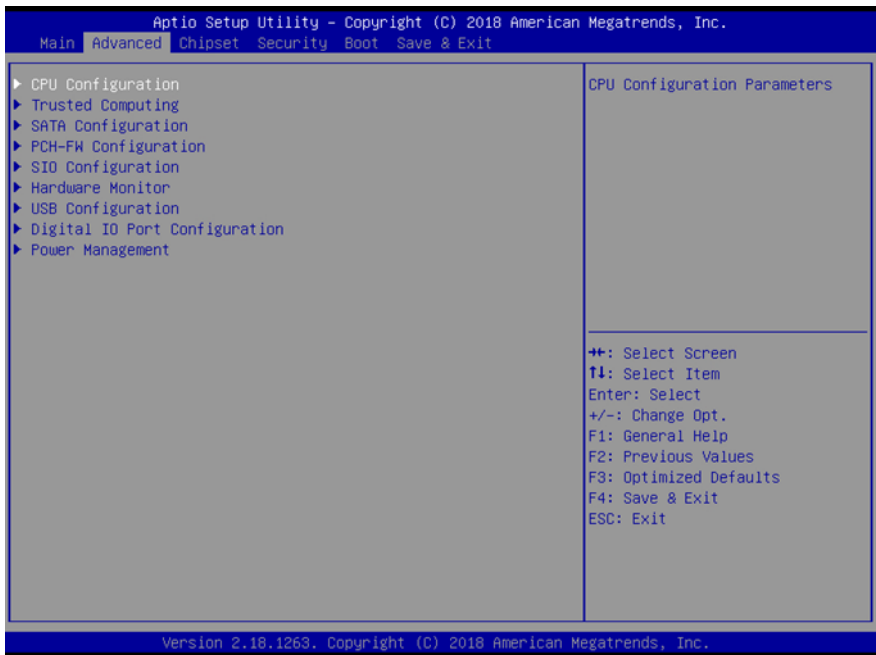 Aptio Setup Utility – Copyright (C) 2018 American Megatrends, Inc.
Main Advanced Chipset Security Boot Save & Exit
CPU Configuration
Trusted Computing
SATA Configuration
PCH-FW Configuration
SIO Configuration
Hardware Monitor
USB Configuration
Digital IO Port Configuration
Power Management
CPU Configuration Parameters
→←: Select Screen
↑↓: Select Item
Enter: Select
+/-: Change Opt.
F1: General Help
F2: Previous Values
F3: Optimized Defaults
F4: Save & Exit
ESC: Exit
Version 2.18.1263. Copyright (C) 2018 American Megatrends, Inc.